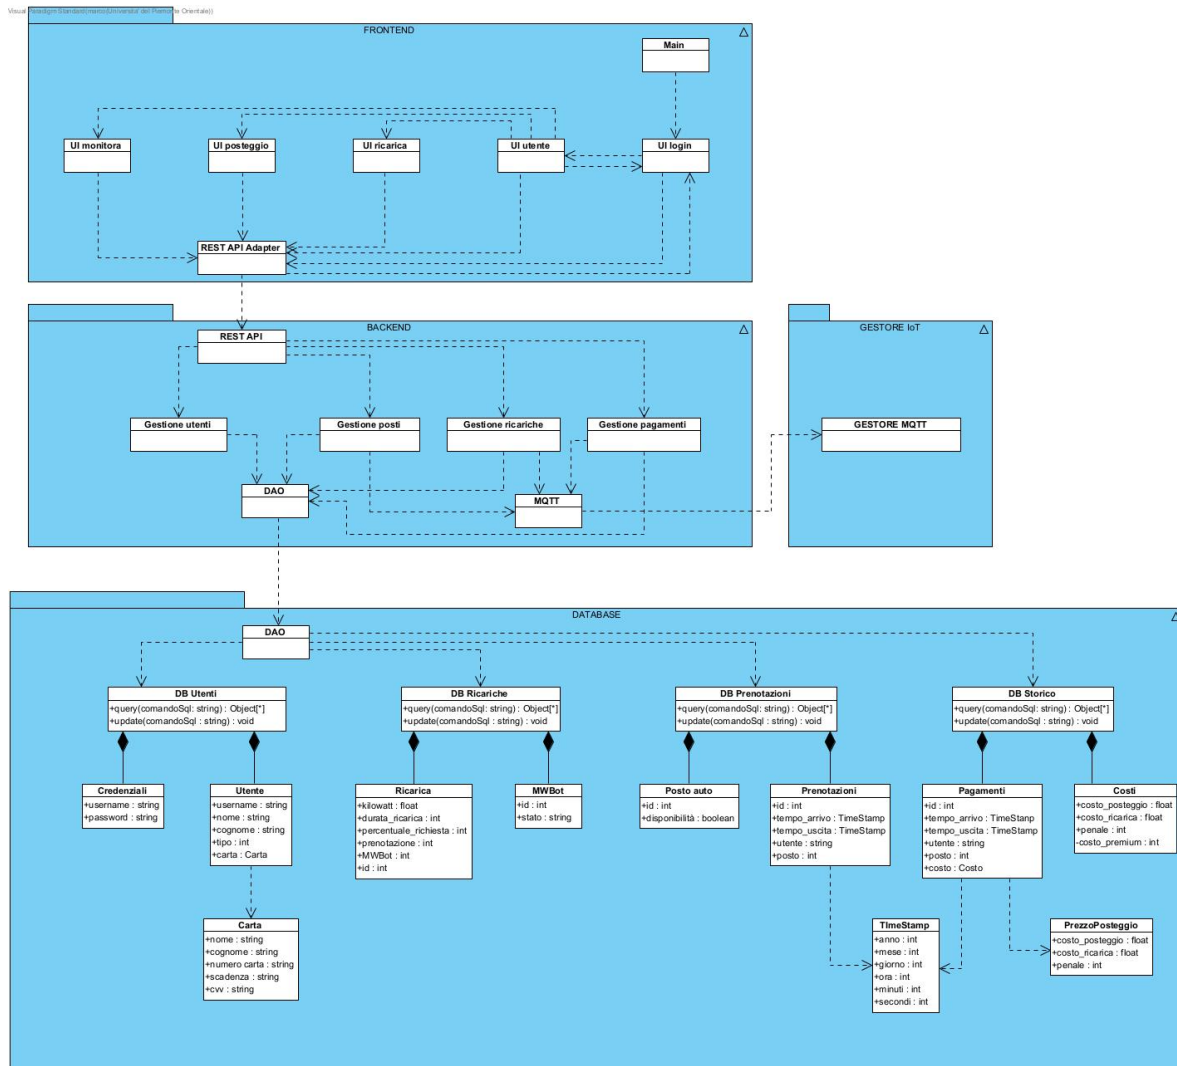 Visual Paradigm Standard(marco(Universita' del Piemonte Orientale))
FRONTEND
Main
UI monitora
UI posteggio
UI ricarica
UI utente
UI login
REST API Adapter
BACKEND
GESTORE IoT
REST API
Gestione utenti
Gestione posti
Gestione ricariche
Gestione pagamenti
GESTORE MQTT
DAO
MQTT
DATABASE
DAO
DB Utenti
+query(comandoSql: string) : Object[*]
+update(comandoSql : string) : void
DB Ricariche
+query(comandoSql: string) : Object[*]
+update(comandoSql : string) : void
DB Prenotazioni
+query(comandoSql: string) : Object[*]
+update(comandoSql : string) : void
DB Storico
+query(comandoSql: string) : Object[*]
+update(comandoSql : string) : void
Credenziali
+username : string
+password : string
Utente
+username : string
+nome : string
+cognome : string
+tipo : int
+carta : Carta
Ricarica
+kilowatt : float
+durata_ricarica : int
+percentuale_richiesta : int
+prenotazione : int
+MWBot : int
+id : int
MWBot
+id : int
+stato : string
Posto auto
+id : int
+disponibilità : boolean
Prenotazioni
+id : int
+tempo_arrivo : TimeStanp
+tempo_uscita : TimeStamp
+utente : string
+posto : int
Pagamenti
+id : int
+tempo_arrivo : TimeStanp
+tempo_uscita : TimeStamp
+utente : string
+posto : int
+costo : Costo
Costi
+costo_posteggio : float
+costo_ricarica : float
+penale : int
-costo_premium : int
Carta
+nome : string
+cognome : string
+numero carta : string
+scadenza : string
+cvv : string
TImeStamp
+anno : int
+mese : int
+giorno : int
+ora : int
+minuti : int
+secondi : int
PrezzoPosteggio
+costo_posteggio : float
+costo_ricarica : float
+penale : int